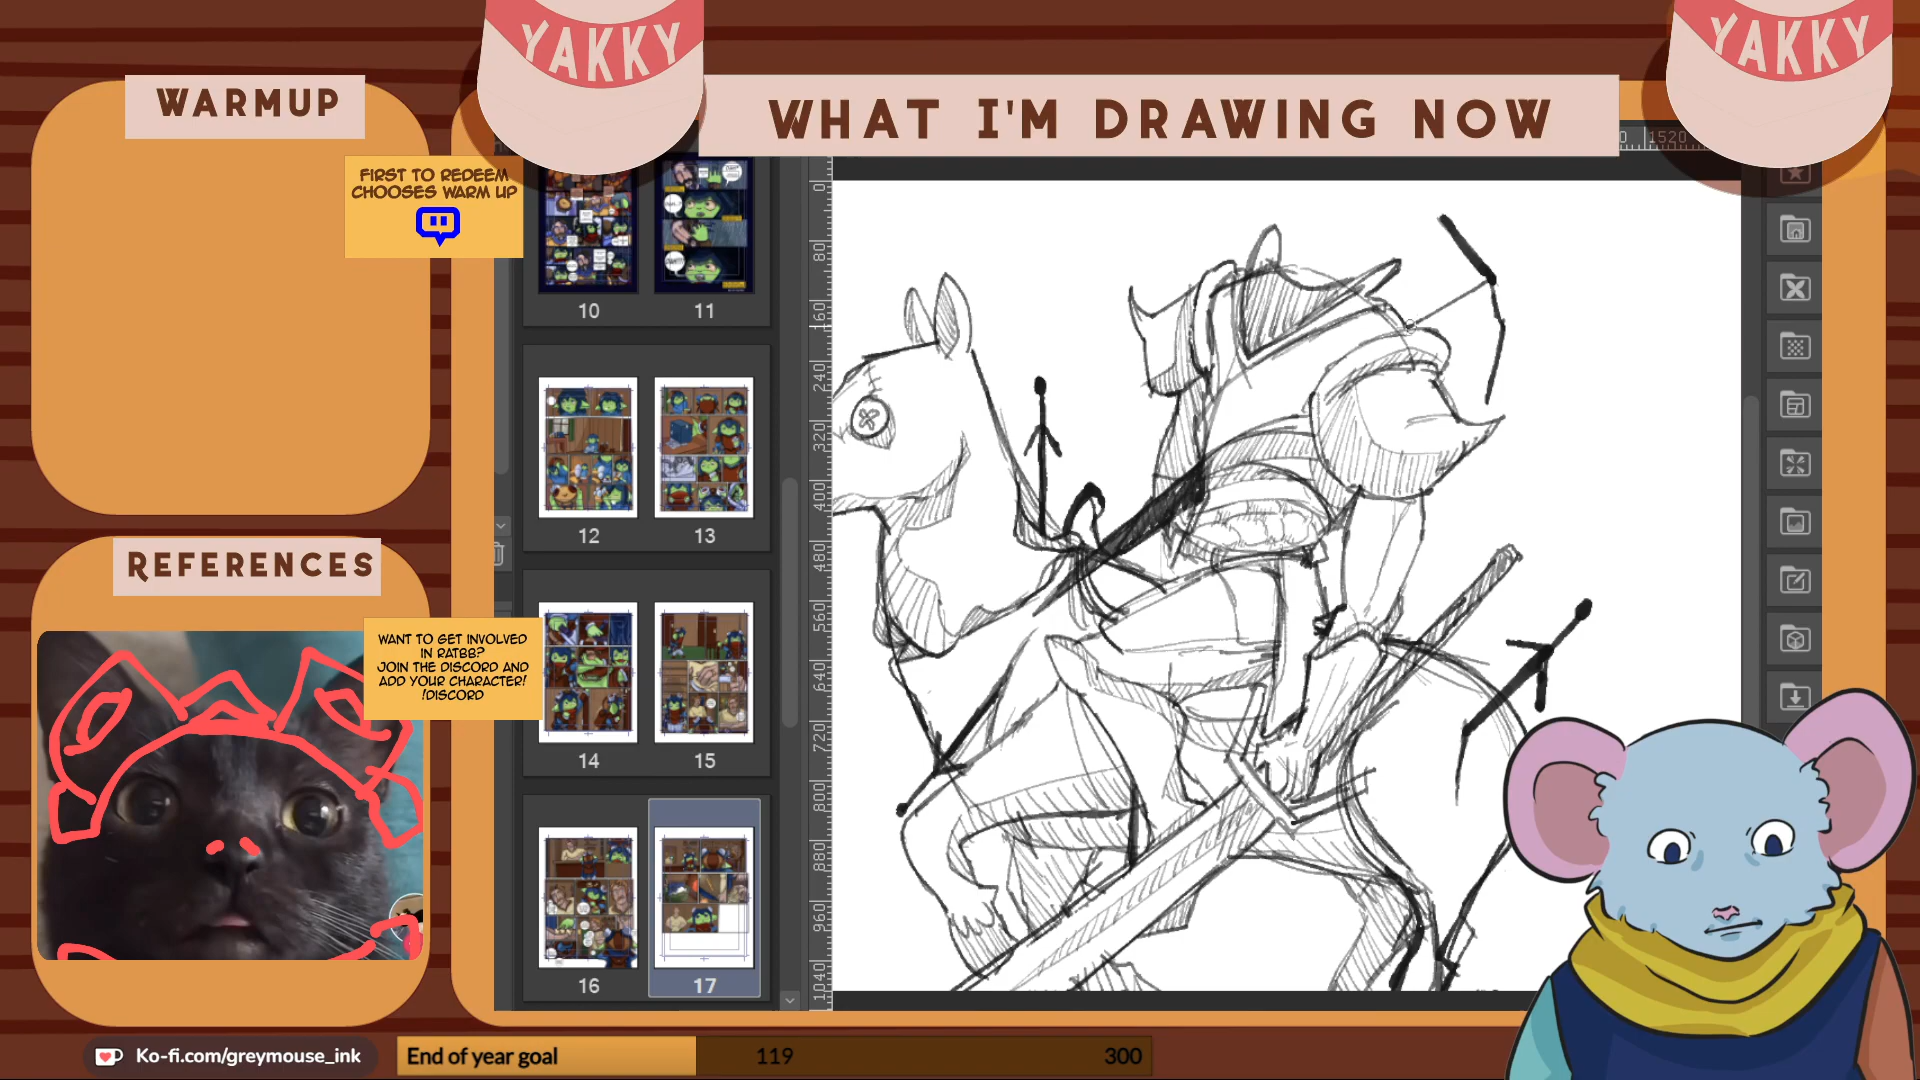 YAKKY
YAKKY
WARMUP
WHAT I'M DRAWING NOW
FIRST TO REDEEM
CHOOSES WARM UP
1520
10
11
12
13
14
15
16
17
0
80
160
240
320
400
480
560
640
720
800
880
960
1040
REFERENCES
WANT TO GET INVOLVED
IN RATBB?
JOIN THE DISCORD AND
ADD YOUR CHARACTER!
!DISCORD
Ko-fi.com/greymouse_ink
End of year goal
119
300